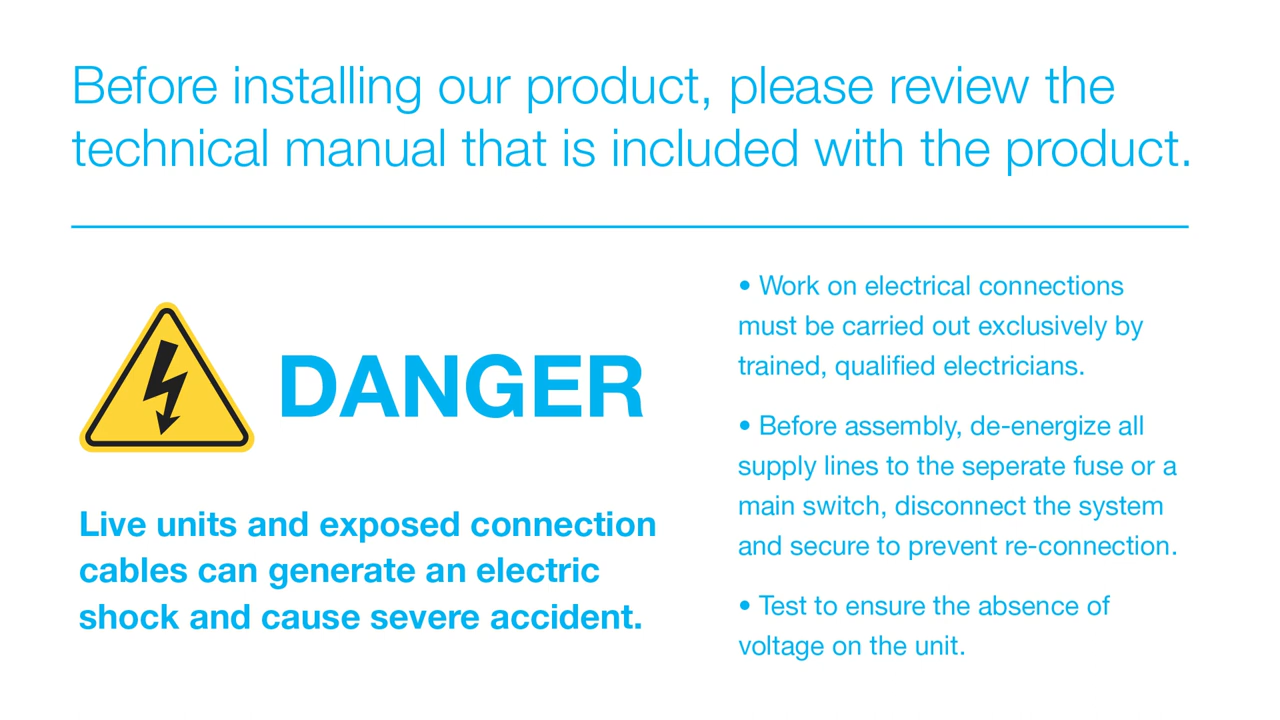 Before installing our product, please review the
technical manual that is included with the product.
DANGER
Live units and exposed connection
cables can generate an electric
shock and cause severe accident.
• Work on electrical connections
must be carried out exclusively by
trained, qualified electricians.
• Before assembly, de-energize all
supply lines to the seperate fuse or a
main switch, disconnect the system
and secure to prevent re-connection.
• Test to ensure the absence of
voltage on the unit.